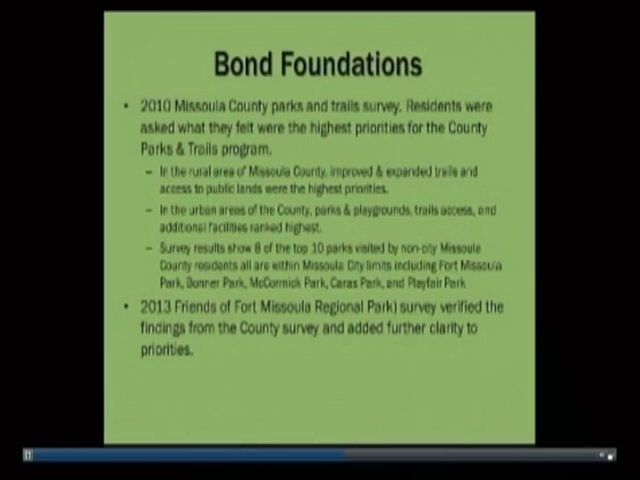 Bond Foundations
• 2010 Missoula County parks and trails survey. Residents were
asked what they felt were the highest priorities for the County
Parks & Trails program.
– In the rural area of Missoula County, improved & expanded trails and
access to public lands were the highest priorities.
– In the urban areas of the County, parks & playgrounds, trails access, and
additional facilities ranked highest.
– Survey results show 8 of the top 10 parks visited by non-city Missoula
County residents all are within Missoula City limits including Fort Missoula
Park, Bonner Park, McCormick Park, Caras Park, and Playfair Park
• 2013 Friends of Fort Missoula Regional Park) survey verified the
findings from the County survey and added further clarity to
priorities.